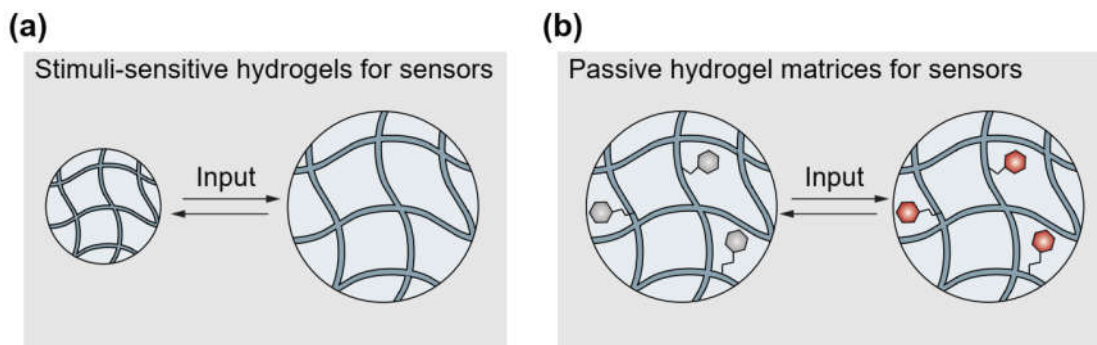 (a)
Stimuli-sensitive hydrogels for sensors
Input
(b)
Passive hydrogel matrices for sensors
Input